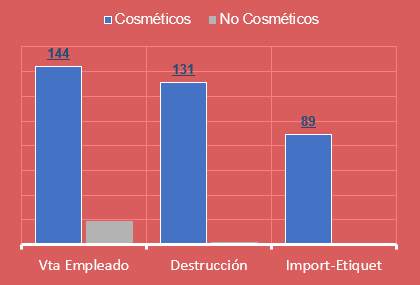 Cosméticos No Cosméticos
144
131
89
Vta Empleado Destrucción Import-Etiquet